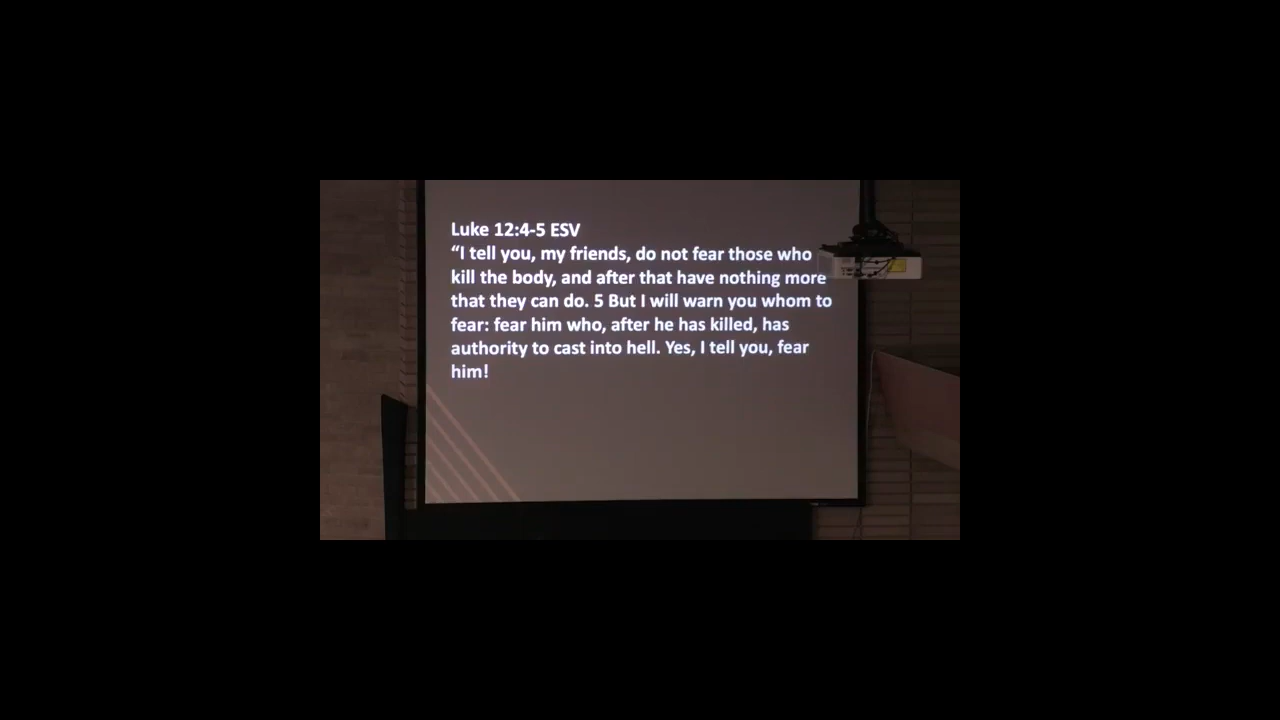 Luke 12:4-5 ESV
“I tell you, my friends, do not fear those who
kill the body, and after that have nothing more
that they can do. 5 But I will warn you whom to
fear: fear him who, after he has killed, has
authority to cast into hell. Yes, I tell you, fear
him!